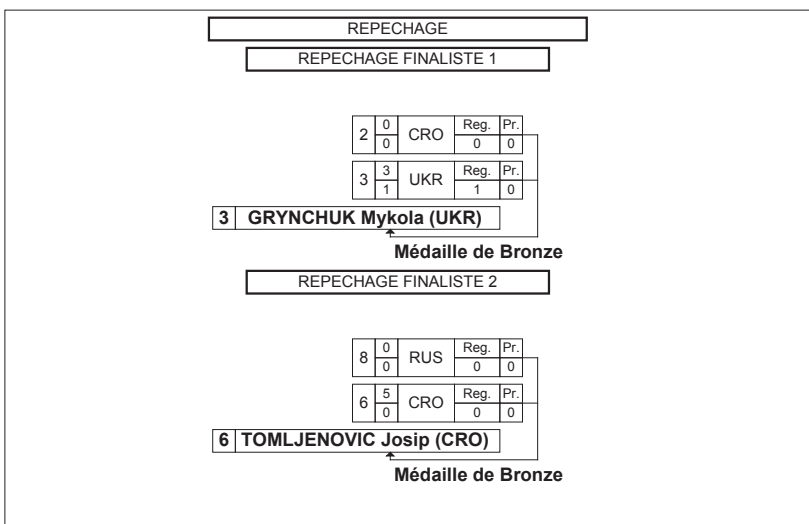 REPECHAGE
REPECHAGE FINALISTE 1
2 0 CRO Reg. Pr.
0 0 0
3 3 UKR Reg. Pr.
1 1 0
3 GRYNCHUK Mykola (UKR)
Médaille de Bronze
REPECHAGE FINALISTE 2
8 0 RUS Reg. Pr.
0 0 0
6 5 CRO Reg. Pr.
0 0 0
6 TOMLJENOVIC Josip (CRO)
Médaille de Bronze